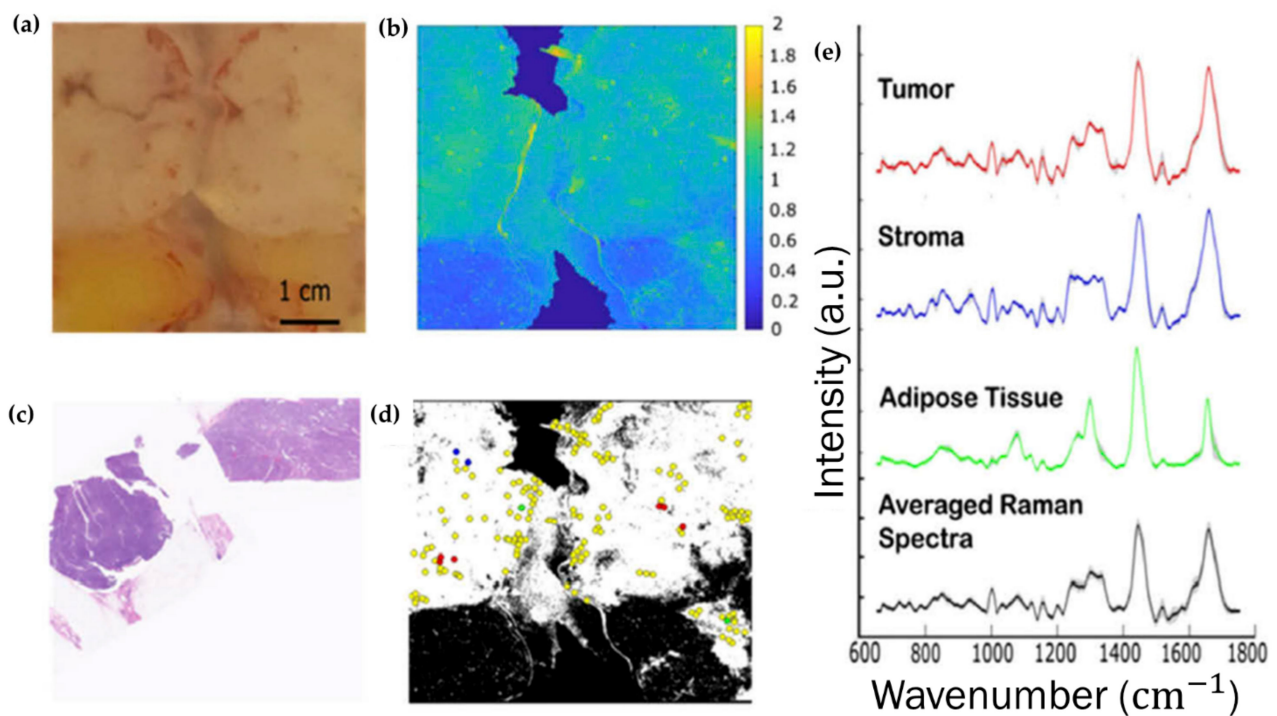 (a)
1 cm
(b)
2
1.8
1.6
1.4
1.2
1
0.8
0.6
0.4
0.2
0
(c)
(d)
(e)
Tumor
Stroma
Adipose Tissue
Averaged Raman
Spectra
Intensity (a.u.)
600 800 1000 1200 1400 1600 1800
Wavenumber (cm⁻¹)